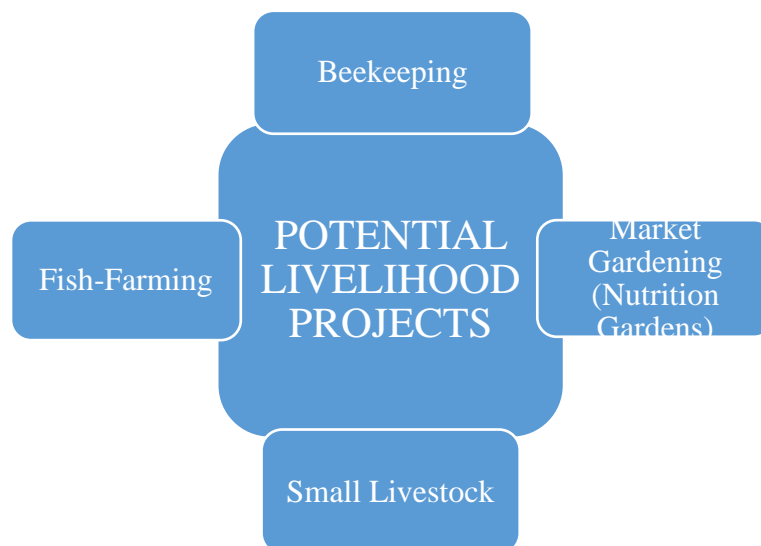 Beekeeping
POTENTIAL
LIVELIHOOD
PROJECTS
Fish-Farming
Market
Gardening
(Nutrition
Gardens)
Small Livestock